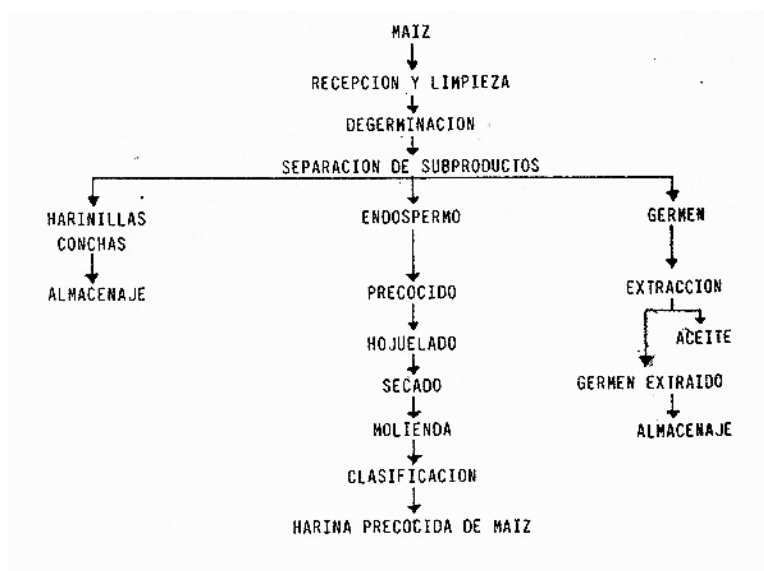 MAIZ
RECEPCION Y LIMPIEZA
DEGERMINACION
SEPARACION DE SUBPRODUCTOS
HARINILLAS
CONCHAS
ALMACENAJE
ENDOSPERMO
PRECOCIDO
HOJUELADO
SECADO
MOLIENDA
CLASIFICACION
HARINA PRECOCIDA DE MAIZ
GERMEN
EXTRACCION
ACEITE
GERMEN EXTRAIDO
ALMACENAJE